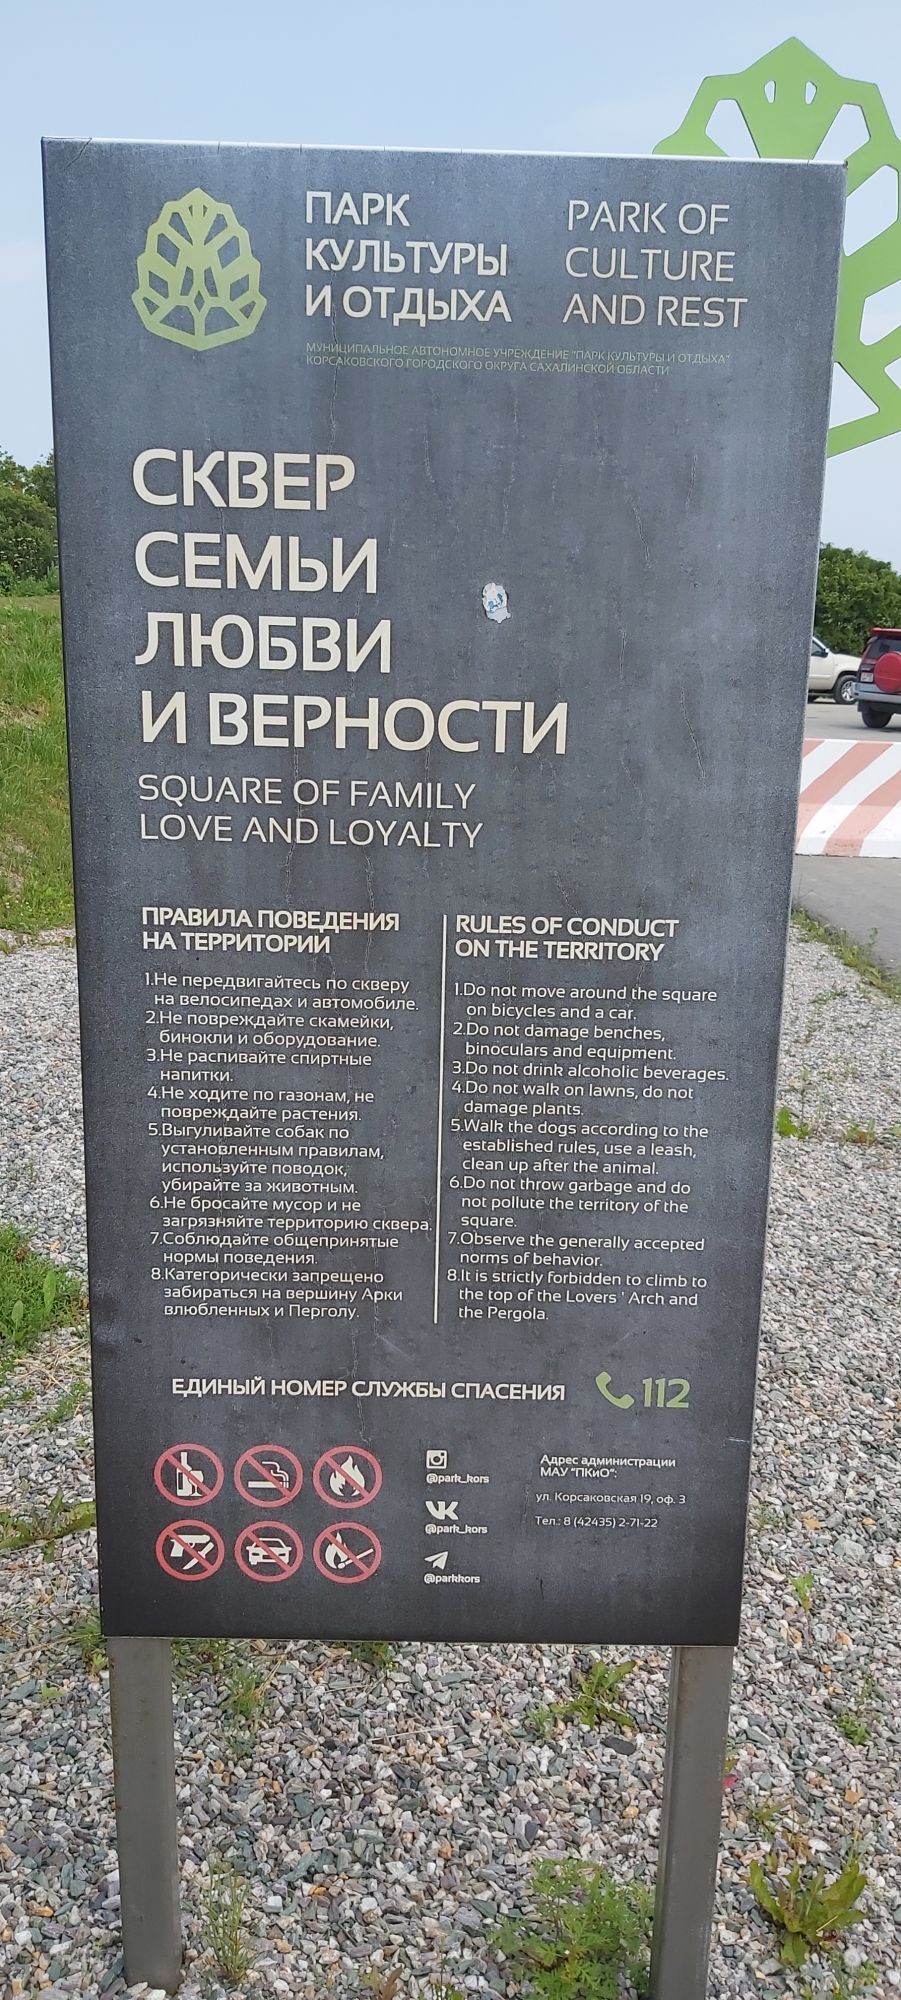 ПАРК
КУЛЬТУРЫ
И ОТДЫХА
PARK OF
CULTURE
AND REST
МУНИЦИПАЛЬНОЕ АВТОНОМНОЕ УЧРЕЖДЕНИЕ "ПАРК КУЛЬТУРЫ И ОТДЫХА"
КОРСАКОВСКОГО ГОРОДСКОГО ОКРУГА САХАЛИНСКОЙ ОБЛАСТИ
СКВЕР
СЕМЬИ
ЛЮБВИ
И ВЕРНОСТИ
SQUARE OF FAMILY
LOVE AND LOYALTY
ПРАВИЛА ПОВЕДЕНИЯ
НА ТЕРРИТОРИИ
1.Не передвигайтесь по скверу
на велосипедах и автомобиле.
2.Не повреждайте скамейки,
бинокли и оборудование.
3.Не распивайте спиртные
напитки.
4.Не ходите по газонам, не
повреждайте растения.
5.Выгуливайте собак по
установленным правилам,
используйте поводок,
убирайте за животным.
6.Не бросайте мусор и не
загрязняйте территорию сквера.
7.Соблюдайте общепринятые
нормы поведения.
8.Категорически запрещено
забираться на вершину Арки
влюбленных и Перголу.
RULES OF CONDUCT
ON THE TERRITORY
1.Do not move around the square
on bicycles and a car.
2.Do not damage benches,
binoculars and equipment.
3.Do not drink alcoholic beverages.
4.Do not walk on lawns, do not
damage plants.
5.Walk the dogs according to the
established rules, use a leash,
clean up after the animal.
6.Do not throw garbage and do
not pollute the territory of the
square.
7.Observe the generally accepted
norms of behavior.
8.It is strictly forbidden to climb to
the top of the Lovers ' Arch and
the Pergola.
ЕДИНЫЙ НОМЕР СЛУЖБЫ СПАСЕНИЯ 112
@park_kors
@park_kors
@parkkors
Адрес администрации
МАУ "ПКиО":
ул. Корсаковская 19, оф. 3
Тел.: 8 (42435) 2-71-22